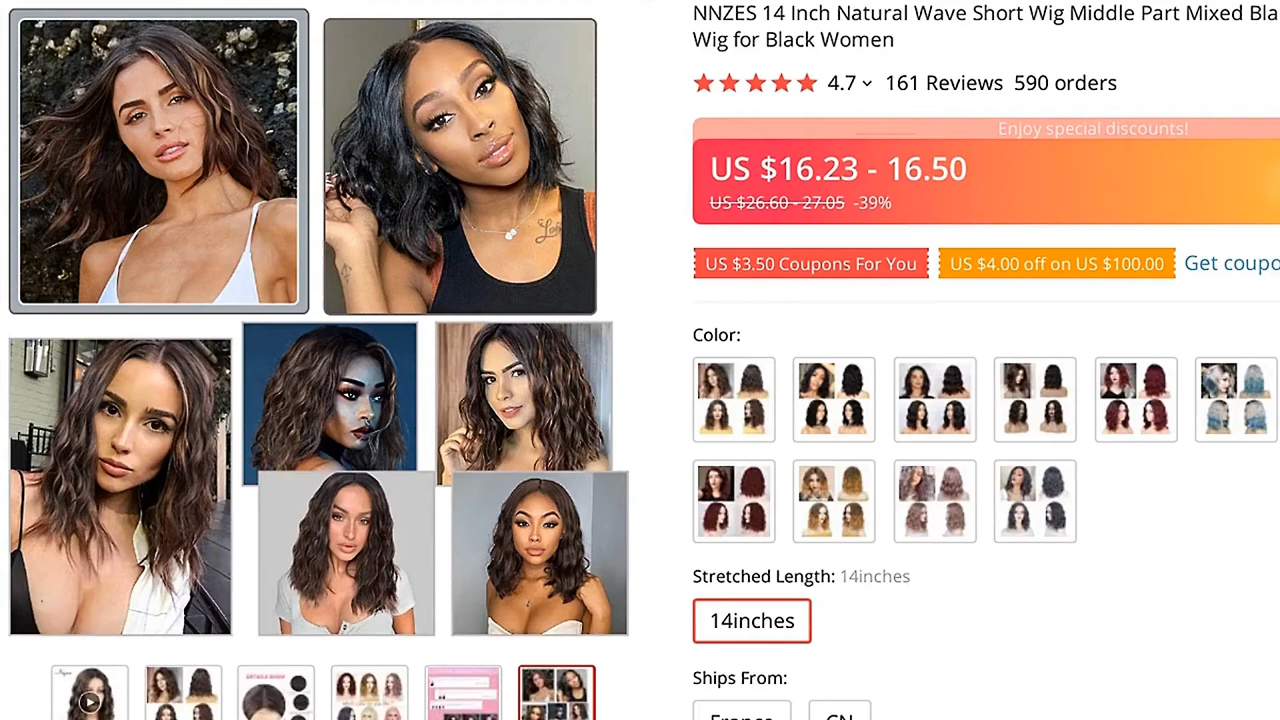 NNZES 14 Inch Natural Wave Short Wig Middle Part Mixed Bla
Wig for Black Women
4.7 161 Reviews 590 orders
Enjoy special discounts!
US $16.23 - 16.50
US $26.60 - 27.05 -39%
US $3.50 Coupons For You US $4.00 off on US $100.00 Get coupo
Color:
Stretched Length: 14inches
14inches
Ships From:
France CN